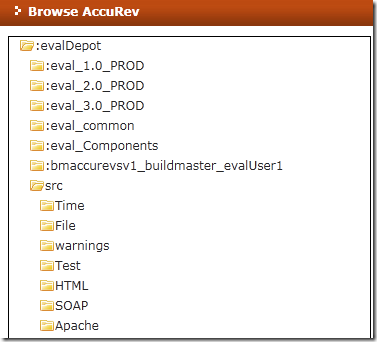 Browse AccuRev
:evalDepot
:eval_1.0_PROD
:eval_2.0_PROD
:eval_3.0_PROD
:eval_common
:eval_Components
:bmaccurevsv1_buildmaster_evalUser1
src
Time
File
warnings
Test
HTML
SOAP
Apache